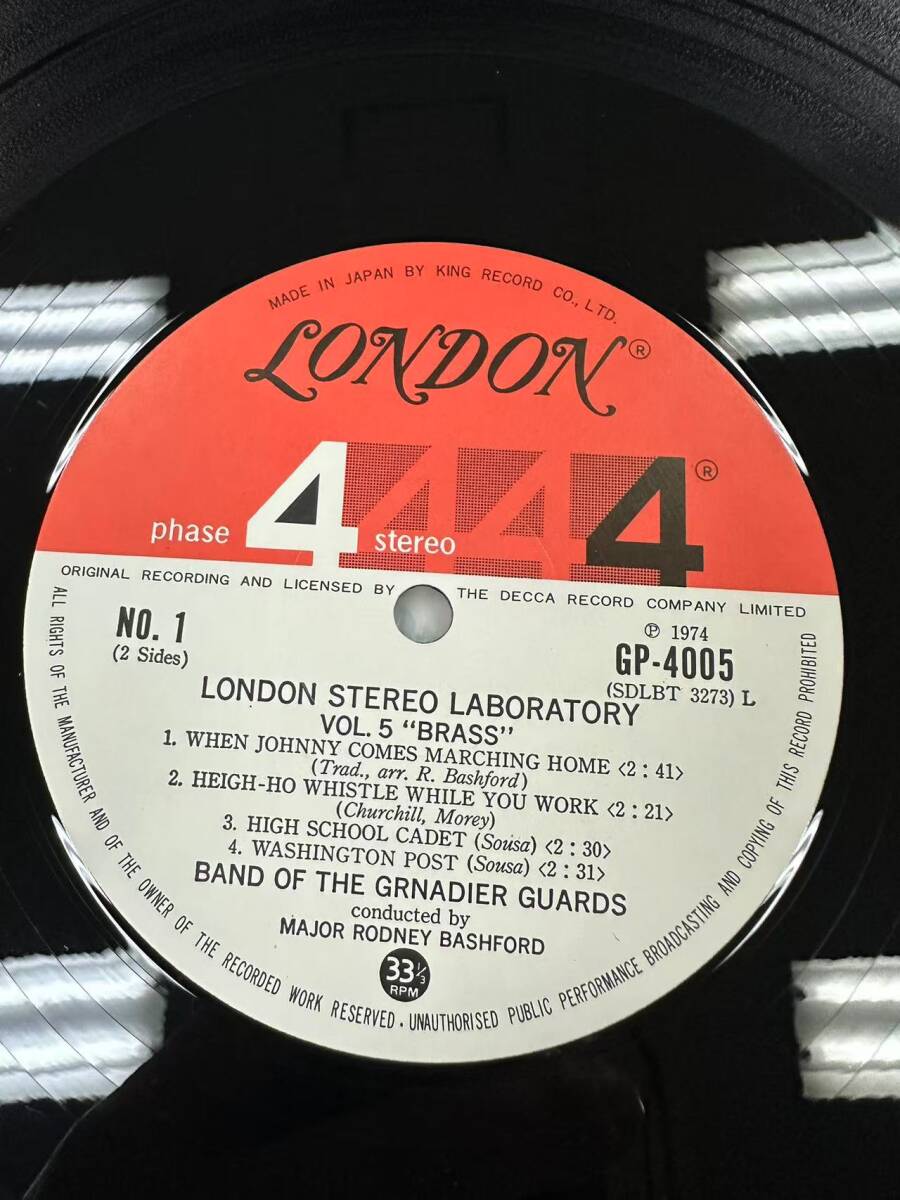 MADE IN JAPAN BY KING RECORD CO., LTD.
LONDON®
phase 4 stereo 4 4 4®
ORIGINAL RECORDING AND LICENSED BY THE DECCA RECORD COMPANY LIMITED
NO. 1
(2 Sides)
℗ 1974
GP-4005
(SDLBT 3273) L
LONDON STEREO LABORATORY
VOL. 5 “BRASS”
1. WHEN JOHNNY COMES MARCHING HOME <2:41>
(Trad., arr. R. Bashford)
2. HEIGH-HO WHISTLE WHILE YOU WORK <2:21>
(Churchill, Morey)
3. HIGH SCHOOL CADET (Sousa) <2:30>
4. WASHINGTON POST (Sousa) <2:31>
BAND OF THE GRNADIER GUARDS
conducted by
MAJOR RODNEY BASHFORD
33 1/3
RPM
ALL RIGHTS OF THE MANUFACTURER AND OF THE OWNER OF THE RECORDED WORK RESERVED. UNAUTHORISED PUBLIC PERFORMANCE BROADCASTING AND COPYING OF THIS RECORD PROHIBITED